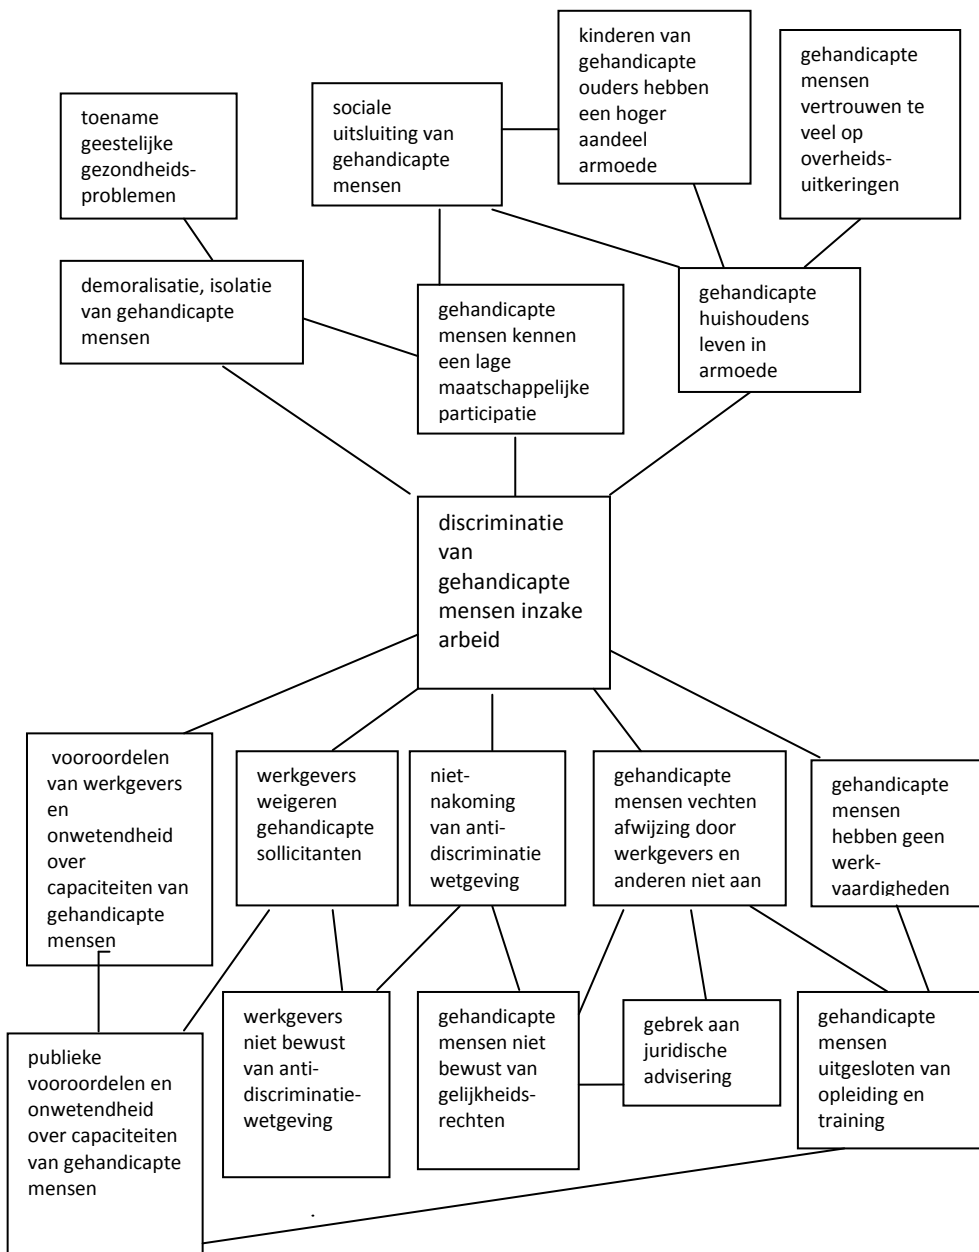 kinderen van
gehandicapte
ouders hebben
een hoger
aandeel
armoede
gehandicapte
mensen
vertrouwen te
veel op
overheids-
uitkeringen
toename
geestelijke
gezondheids-
problemen
sociale
uitsluiting van
gehandicapte
mensen
demoralisatie, isolatie
van gehandicapte
mensen
gehandicapte
mensen kennen
een lage
maatschappelijke
participatie
gehandicapte
huishoudens
leven in
armoede
discriminatie
van
gehandicapte
mensen inzake
arbeid
vooroordelen
van werkgevers
en
onwetendheid
over
capaciteiten van
gehandicapte
mensen
werkgevers
weigeren
gehandicapte
sollicitanten
niet-
nakoming
van anti-
discriminatie
wetgeving
gehandicapte
mensen vechten
afwijzing door
werkgevers en
anderen niet aan
gehandicapte
mensen
hebben geen
werk-
vaardigheden
publieke
vooroordelen en
onwetendheid
over capaciteiten
van gehandicapte
mensen
werkgevers
niet bewust
van anti-
discriminatie-
wetgeving
gehandicapte
mensen niet
bewust van
gelijkheids-
rechten
gebrek aan
juridische
advisering
gehandicapte
mensen
uitgesloten van
opleiding en
training